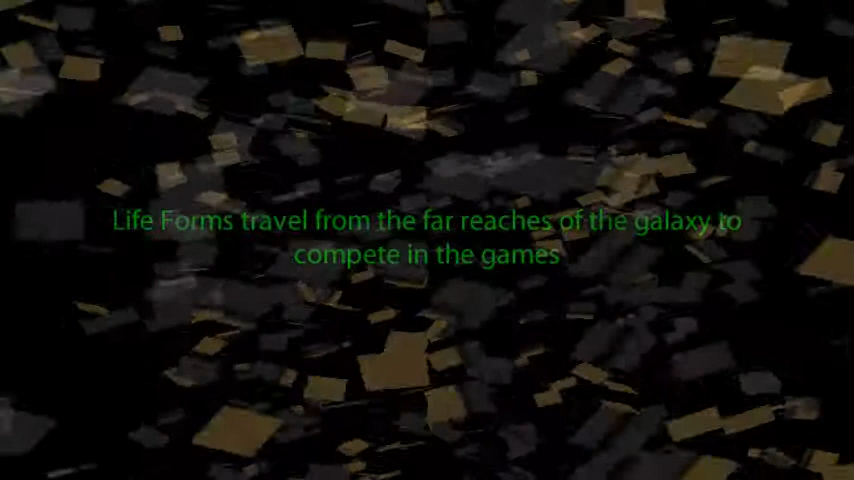 Life Forms travel from the far reaches of the galaxy to
compete in the games